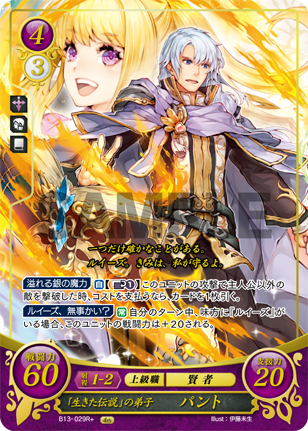 4
3
SAMPLE
一つだけ確かなことがある。
ルイーズ、きみは、私が守るよ。
溢れる銀の魔力 自 【翻1】このユニットの攻撃で主人公以外の
敵を撃破した時、コストを支払うなら、カードを1枚引く。
ルイーズ、無事かい? 常 自分のターン中、味方に「ルイーズ」が
いる場合、このユニットの戦闘力は+20される。
戦闘力
60
1-2
上級職
賢者
支援力
20
「生きた伝説」の弟子
パント
B13-029R+
Illust:伊藤未生